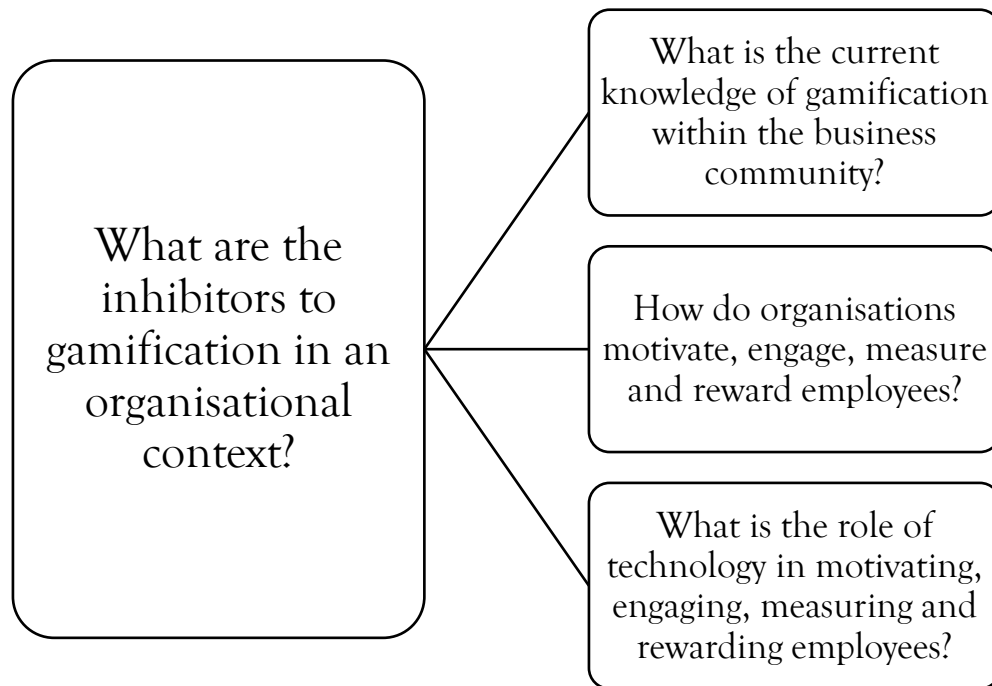 What are the
inhibitors to
gamification in an
organisational
context?
What is the current
knowledge of gamification
within the business
community?
How do organisations
motivate, engage, measure
and reward employees?
What is the role of
technology in motivating,
engaging, measuring and
rewarding employees?